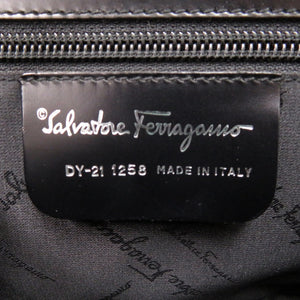 ©Salvatore Ferragamo
DY-21 1258 MADE IN ITALY